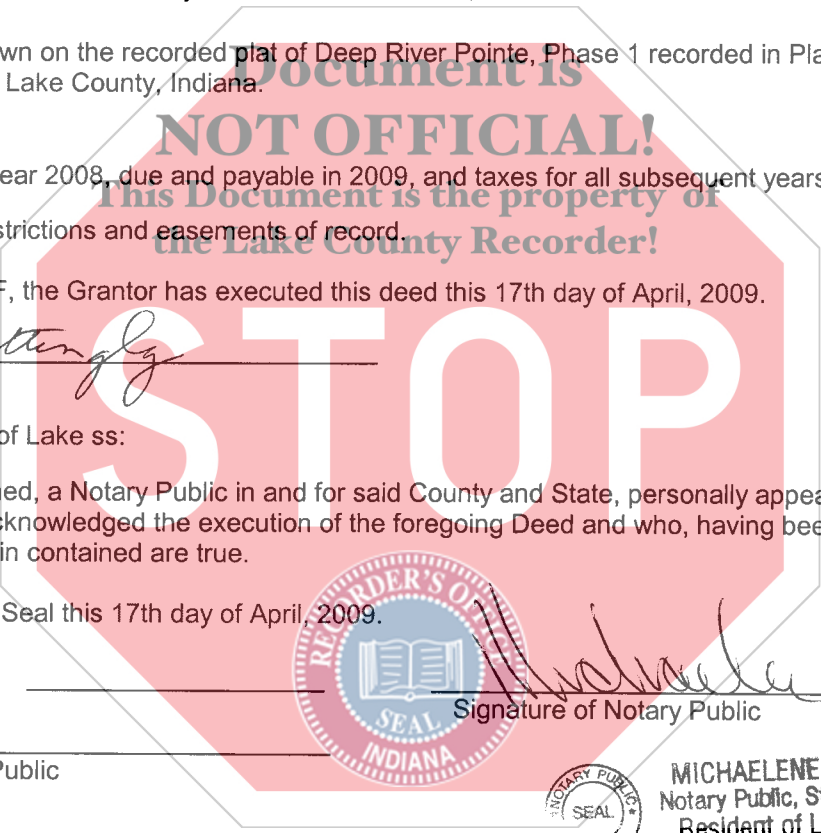 wn on the recorded plat of Deep River Pointe, Phase 1 recorded in Pla
Document is
Lake County, Indiana.
NOT OFFICIAL!
ear 2008, due and payable in 2009, and taxes for all subsequent years
This Document is the property of
strictions and easements of record.
the Lake County Recorder!
F, the Grantor has executed this deed this 17th day of April, 2009.
STOP
of Lake ss:
ned, a Notary Public in and for said County and State, personally appea
cknowledged the execution of the foregoing Deed and who, having bee
in contained are true.
RECORDER'S OFFICE
Seal this 17th day of April, 2009.
SEAL
INDIANA
Signature of Notary Public
Public
NOTARY PUBLIC
SEAL
MICHAELENE
Notary Public, S
Resident of L